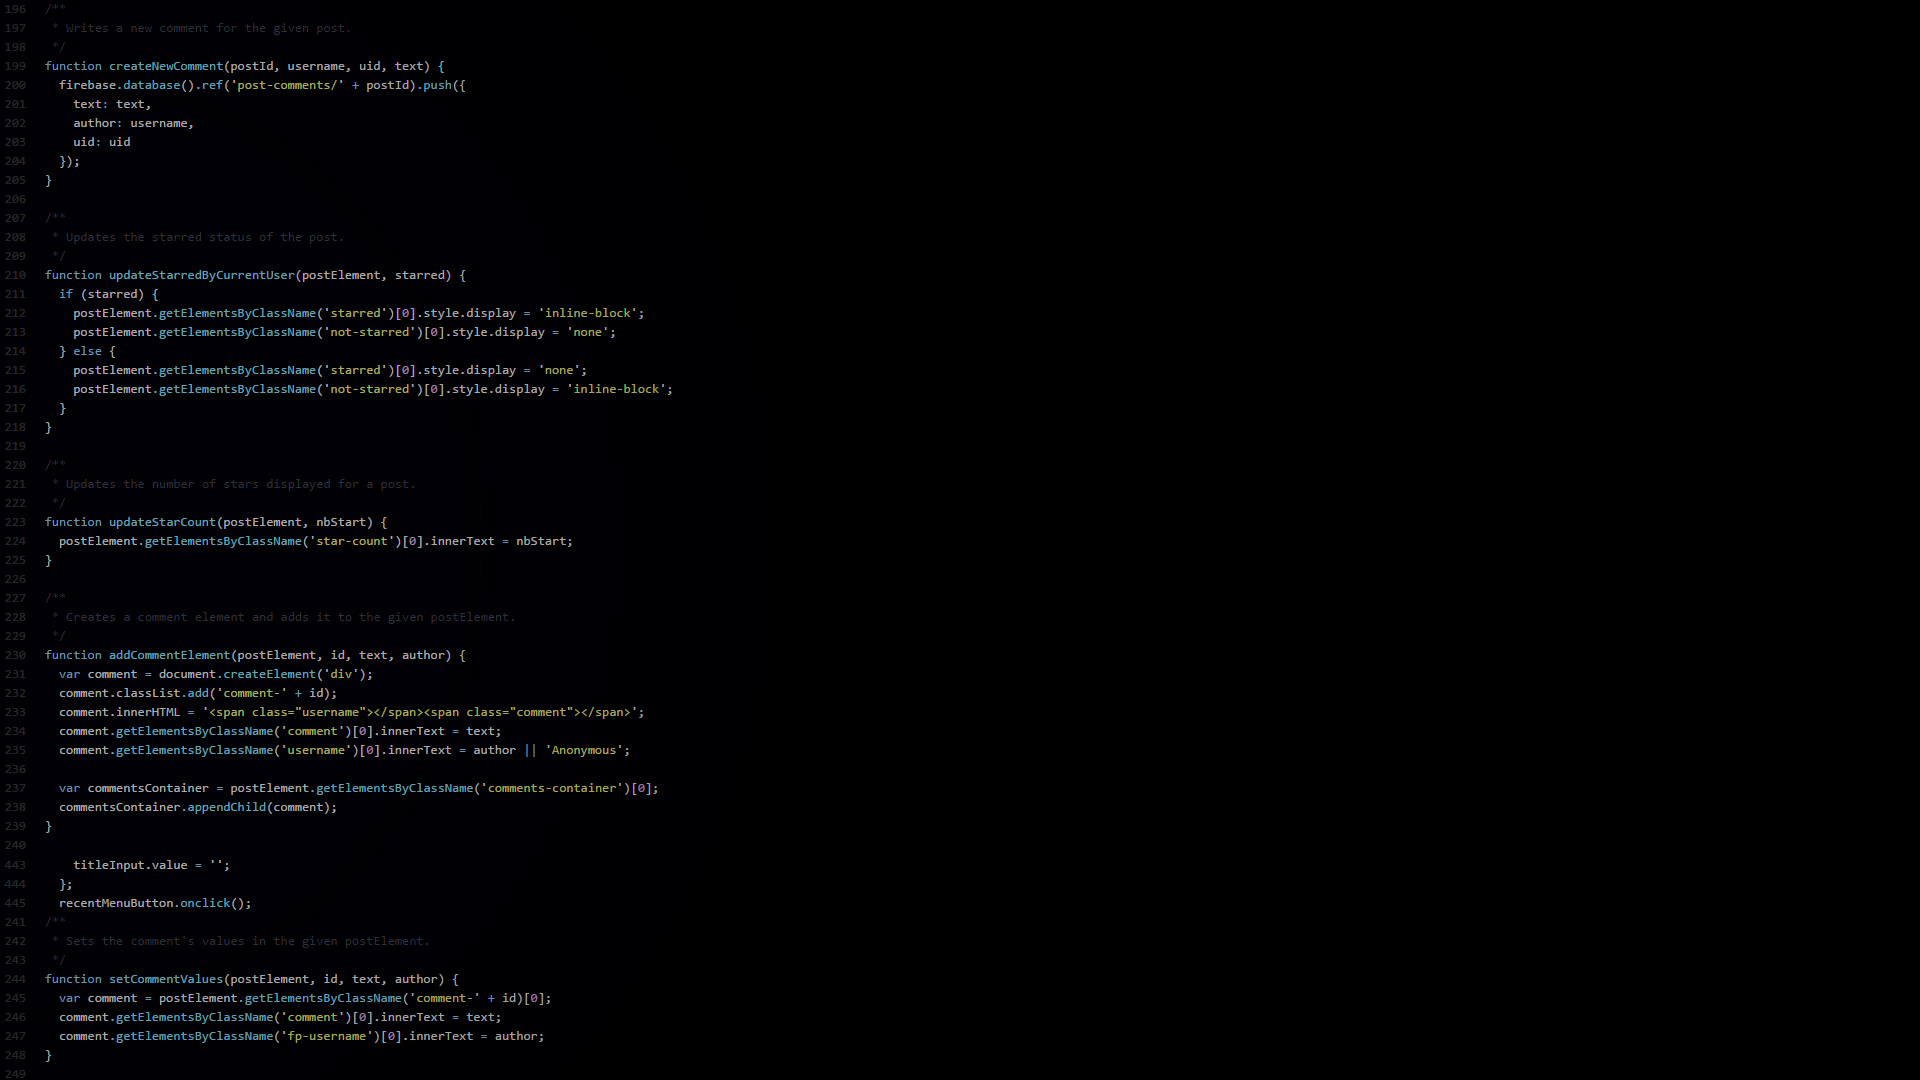 196 /**
197  * Writes a new comment for the given post.
198  */
199 function createNewComment(postId, username, uid, text) {
200   firebase.database().ref('post-comments/' + postId).push({
201     text: text,
202     author: username,
203     uid: uid
204   });
205 }
206
207 /**
208  * Updates the starred status of the post.
209  */
210 function updateStarredByCurrentUser(postElement, starred) {
211   if (starred) {
212     postElement.getElementsByClassName('starred')[0].style.display = 'inline-block';
213     postElement.getElementsByClassName('not-starred')[0].style.display = 'none';
214   } else {
215     postElement.getElementsByClassName('starred')[0].style.display = 'none';
216     postElement.getElementsByClassName('not-starred')[0].style.display = 'inline-block';
217   }
218 }
219
220 /**
221  * Updates the number of stars displayed for a post.
222  */
223 function updateStarCount(postElement, nbStart) {
224   postElement.getElementsByClassName('star-count')[0].innerText = nbStart;
225 }
226
227 /**
228  * Creates a comment element and adds it to the given postElement.
229  */
230 function addCommentElement(postElement, id, text, author) {
231   var comment = document.createElement('div');
232   comment.classList.add('comment-' + id);
233   comment.innerHTML = '<span class="username"></span><span class="comment"></span>';
234   comment.getElementsByClassName('comment')[0].innerText = text;
235   comment.getElementsByClassName('username')[0].innerText = author || 'Anonymous';
236
237   var commentsContainer = postElement.getElementsByClassName('comments-container')[0];
238   commentsContainer.appendChild(comment);
239 }
240
443     titleInput.value = '';
444   };
445   recentMenuButton.onclick();
241 /**
242  * Sets the comment's values in the given postElement.
243  */
244 function setCommentValues(postElement, id, text, author) {
245   var comment = postElement.getElementsByClassName('comment-' + id)[0];
246   comment.getElementsByClassName('comment')[0].innerText = text;
247   comment.getElementsByClassName('fp-username')[0].innerText = author;
248 }
249